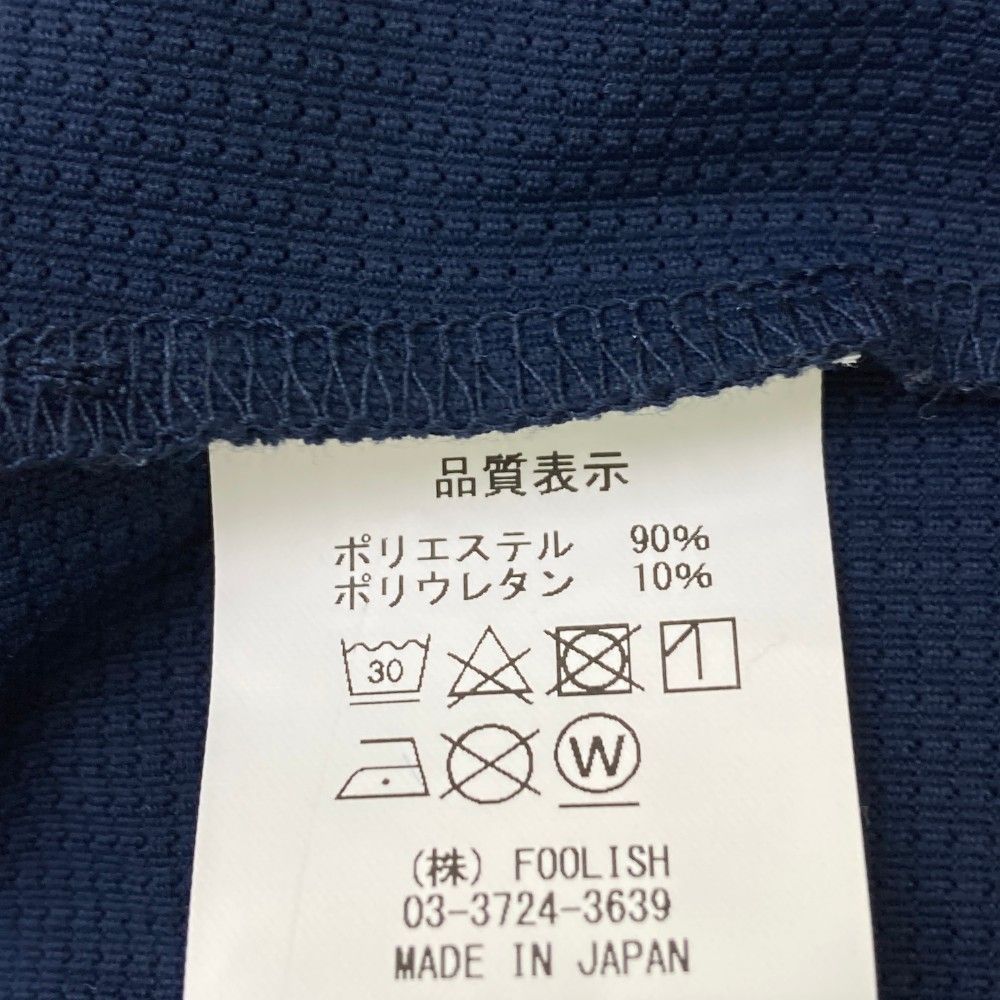 品質表示
ポリエステル 90%
ポリウレタン 10%
30
W
(株) FOOLISH
03-3724-3639
MADE IN JAPAN